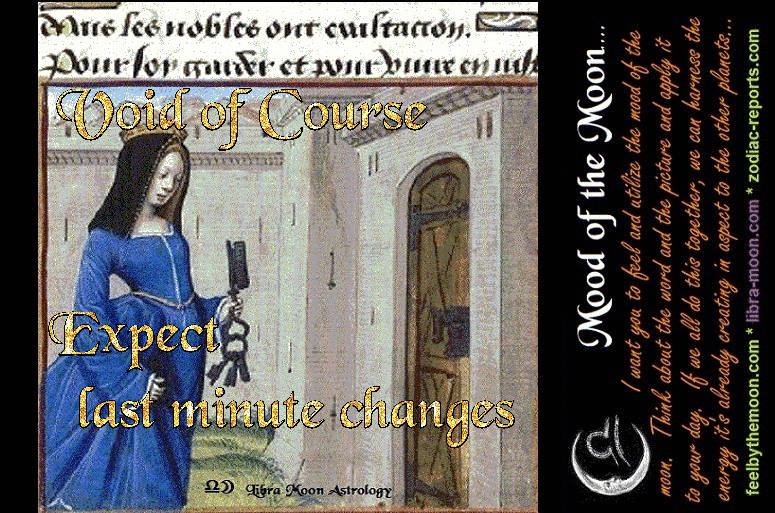 Void of Course
Expect
last minute changes
Libra Moon Astrology
Mood of the Moon....
I want you to feel and utilize the mood of the
moon. Think about the word and the picture and apply it
to your day. If we all do this together, we can harness the
energy it's already creating in aspect to the other planets...
feelbythemoon.com * libra-moon.com * zodiac-reports.com